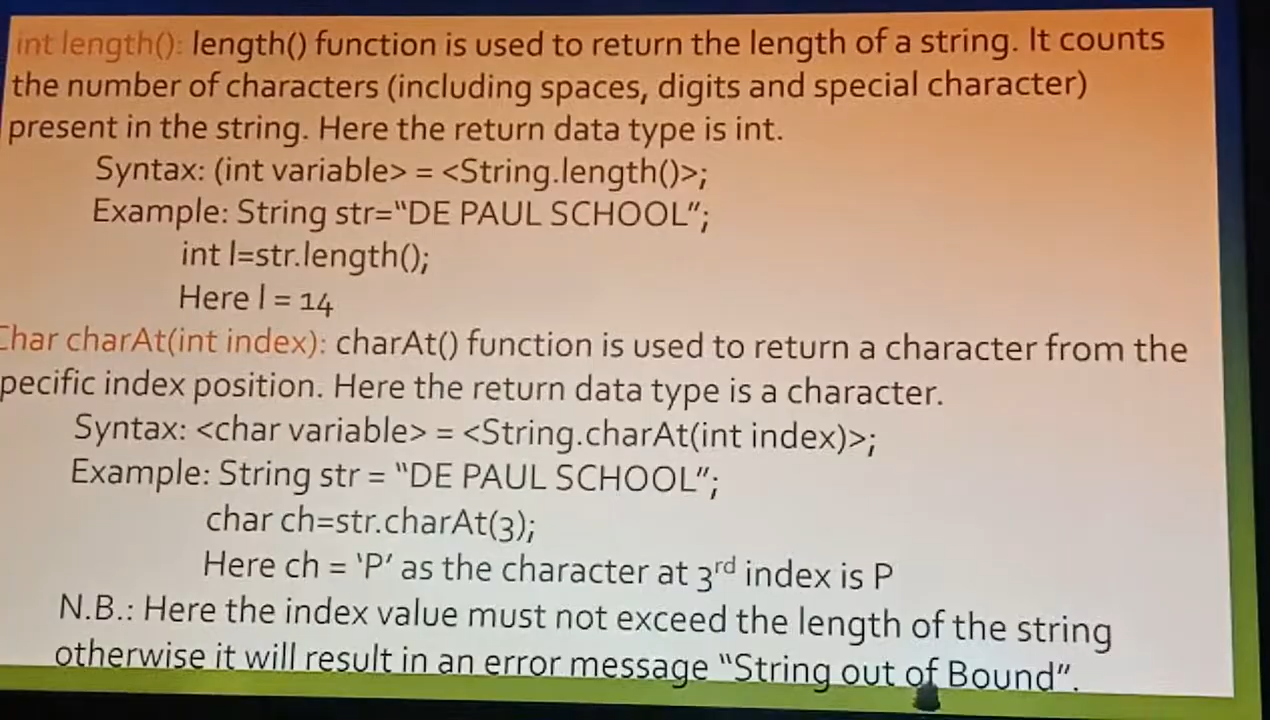 int length(): length() function is used to return the length of a string. It counts
the number of characters (including spaces, digits and special character)
present in the string. Here the return data type is int.
Syntax: (int variable> = <String.length()>;
Example: String str="DE PAUL SCHOOL”;
int l=str.length();
Here l = 14
Char charAt(int index): charAt() function is used to return a character from the
pecific index position. Here the return data type is a character.
Syntax: <char variable> = <String.charAt(int index)>;
Example: String str = "DE PAUL SCHOOL”;
char ch=str.charAt(3);
Here ch = 'P’ as the character at 3rd index is P
N.B.: Here the index value must not exceed the length of the string
otherwise it will result in an error message "String out of Bound”.